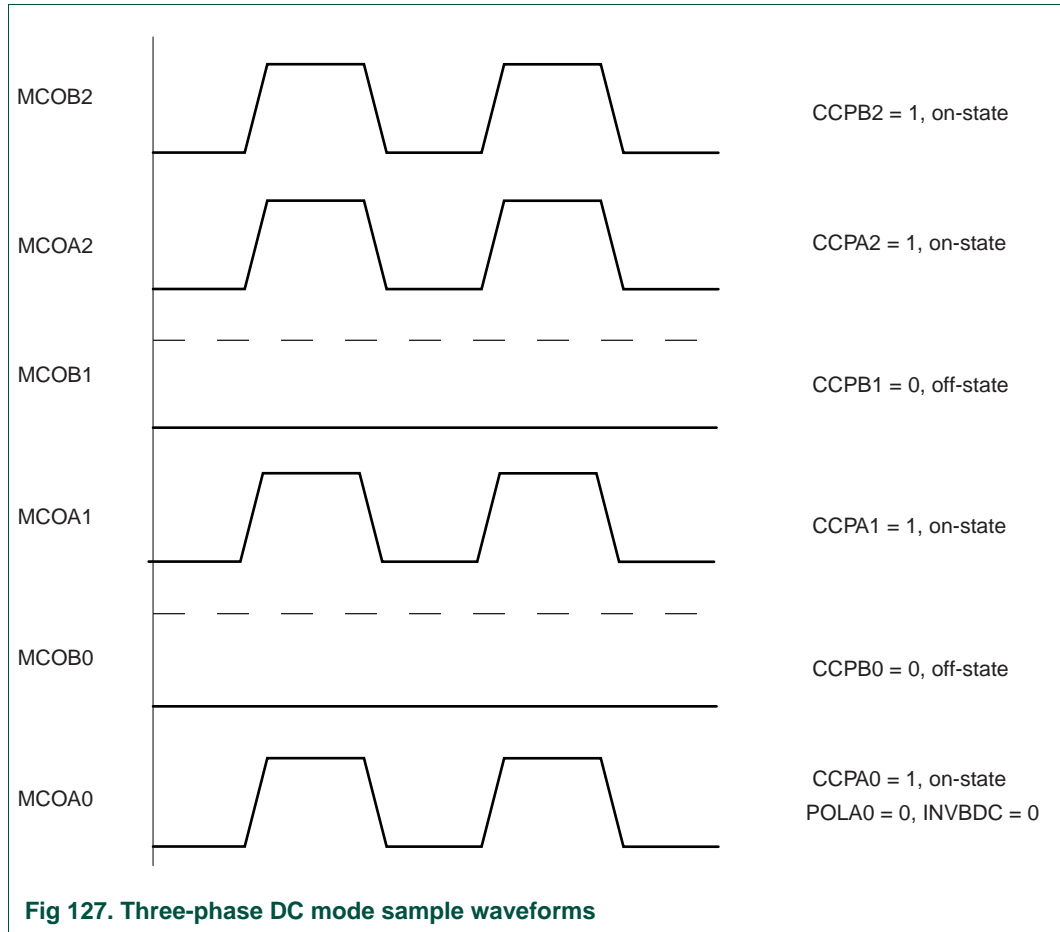 MCOB2
CCPB2 = 1, on-state
MCOA2
CCPA2 = 1, on-state
MCOB1
CCPB1 = 0, off-state
MCOA1
CCPA1 = 1, on-state
MCOB0
CCPB0 = 0, off-state
MCOA0
CCPA0 = 1, on-state
POLA0 = 0, INVBDC = 0
Fig 127. Three-phase DC mode sample waveforms